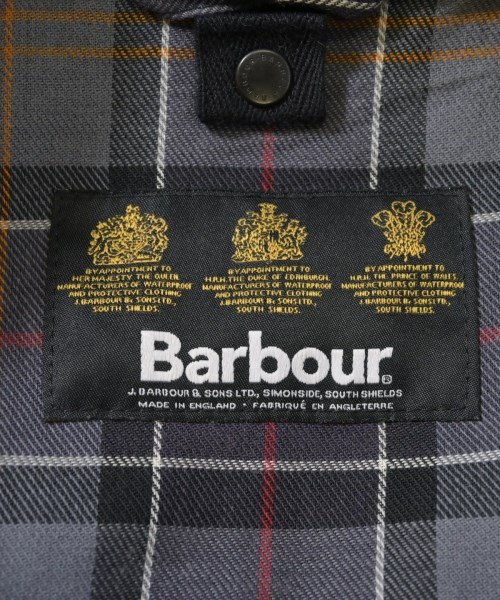 BY APPOINTMENT TO
HER MAJESTY THE QUEEN,
MANUFACTURERS OF WATERPROOF
AND PROTECTIVE CLOTHING
J. BARBOUR & SONS LTD.,
SOUTH SHIELDS.
BY APPOINTMENT TO
H.R.H. THE DUKE OF EDINBURGH,
MANUFACTURERS OF WATERPROOF
AND PROTECTIVE CLOTHING
J. BARBOUR & SONS LTD.,
SOUTH SHIELDS.
BY APPOINTMENT TO
H.R.H. THE PRINCE OF WALES,
MANUFACTURERS OF WATERPROOF
AND PROTECTIVE CLOTHING
J. BARBOUR & SONS LTD.,
SOUTH SHIELDS.
Barbour®
J. BARBOUR & SONS LTD., SIMONSIDE, SOUTH SHIELDS
MADE IN ENGLAND • FABRIQUÉ EN ANGLETERRE